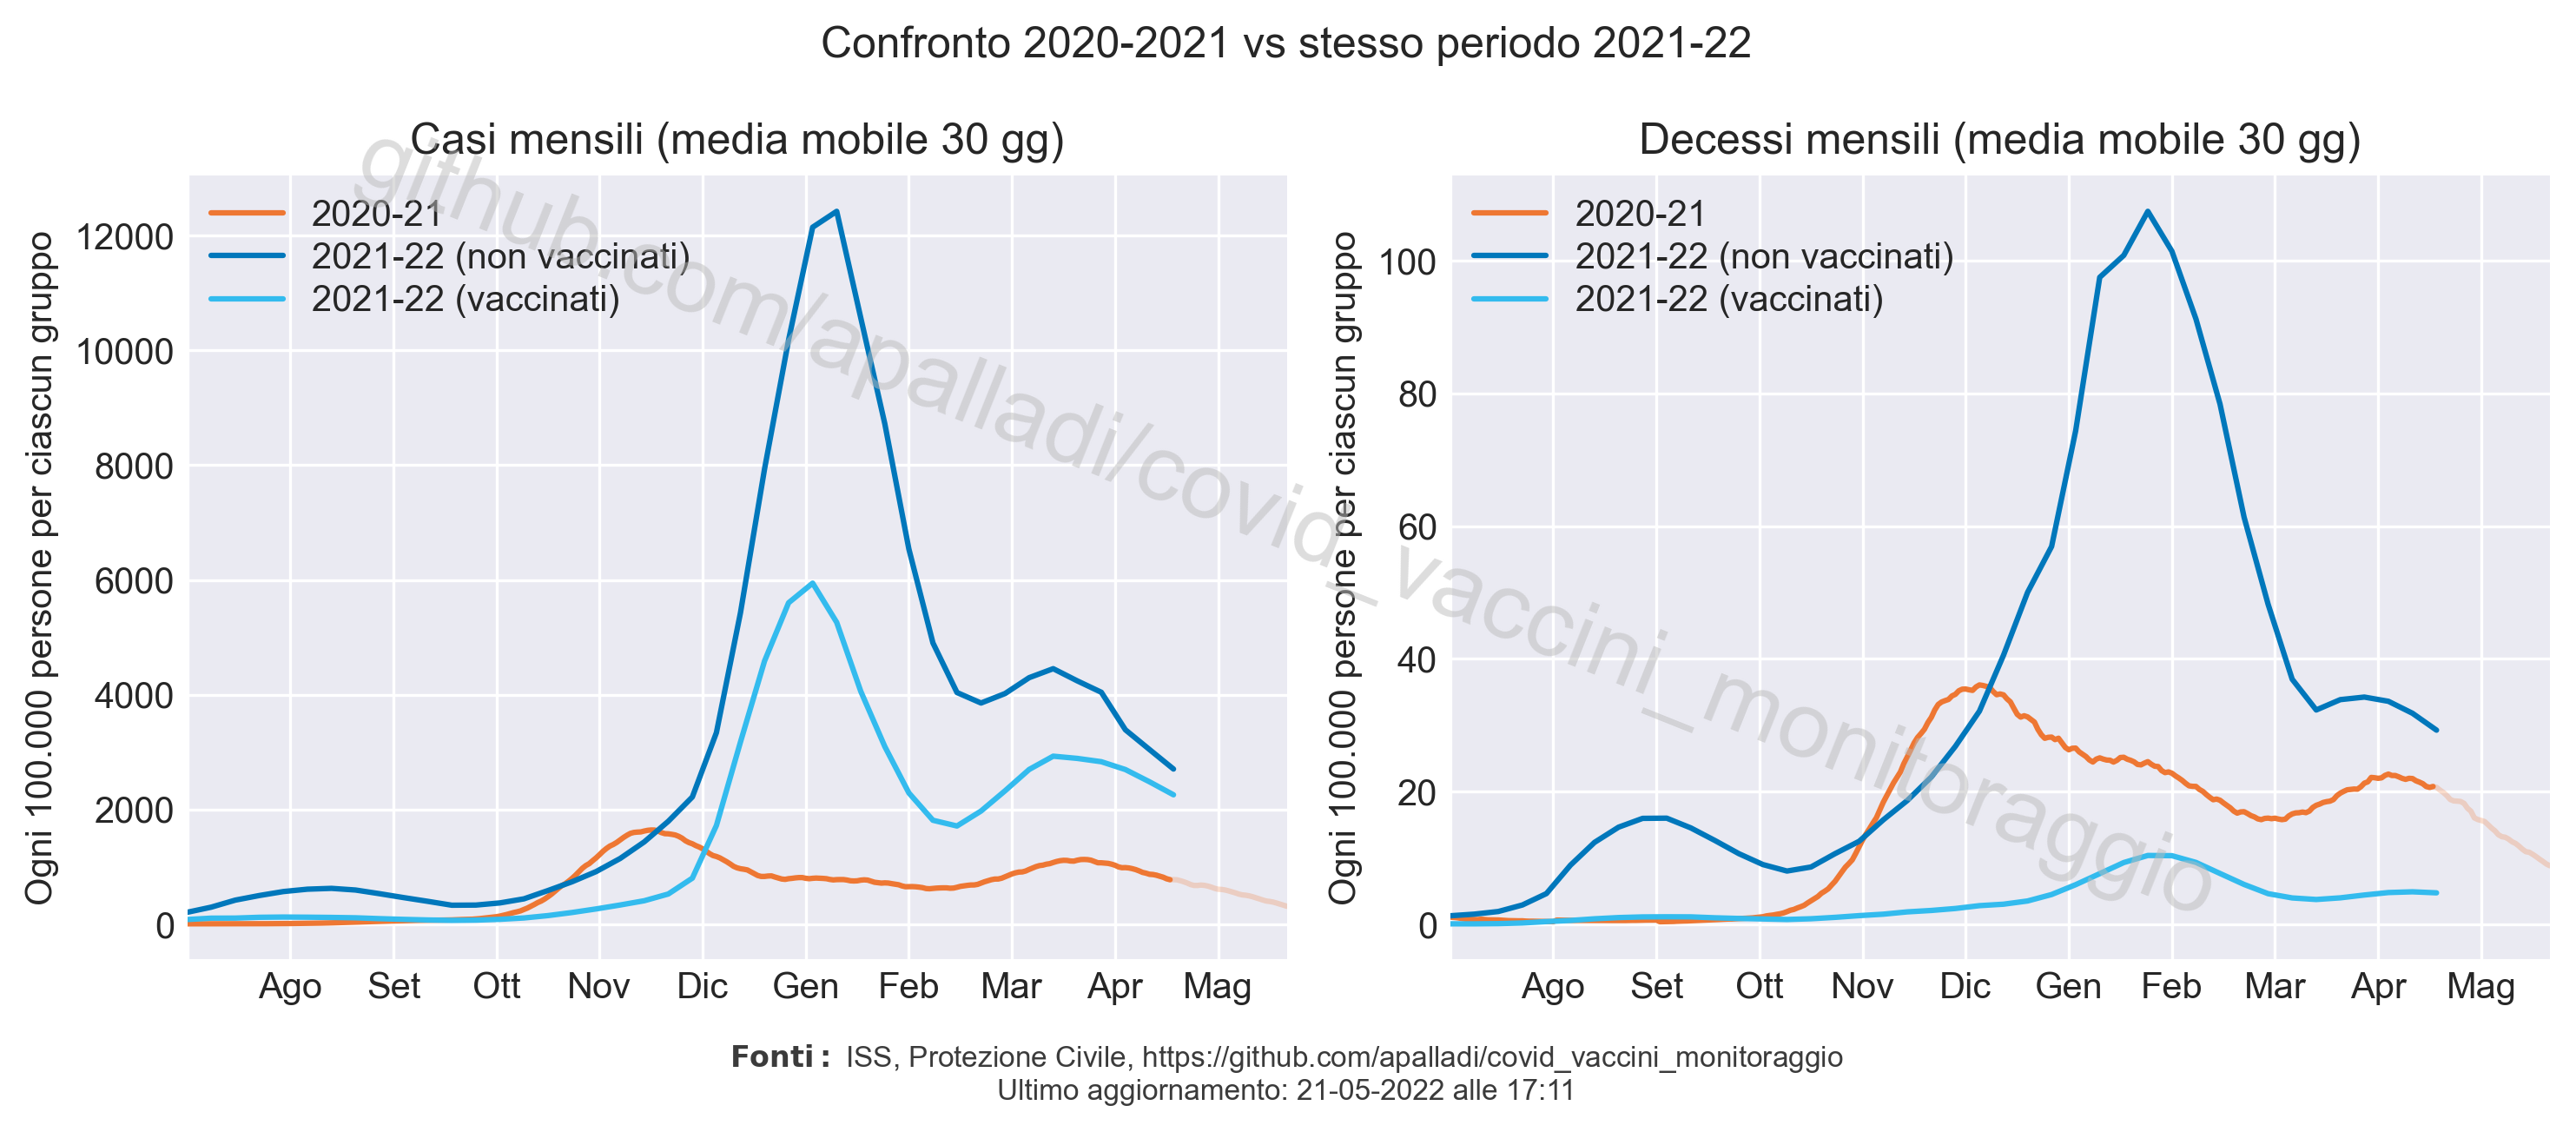 Confronto 2020-2021 vs stesso periodo 2021-22
Casi mensili (media mobile 30 gg)
Ogni 100.000 persone per ciascun gruppo
12000
10000
8000
6000
4000
2000
0
2020-21
2021-22 (non vaccinati)
2021-22 (vaccinati)
Ago Set Ott Nov Dic Gen Feb Mar Apr Mag
Decessi mensili (media mobile 30 gg)
Ogni 100.000 persone per ciascun gruppo
100
80
60
40
20
0
2020-21
2021-22 (non vaccinati)
2021-22 (vaccinati)
Ago Set Ott Nov Dic Gen Feb Mar Apr Mag
github.com/apalladi/covid_vaccini_monitoraggio
Fonti: ISS, Protezione Civile, https://github.com/apalladi/covid_vaccini_monitoraggio
Ultimo aggiornamento: 21-05-2022 alle 17:11